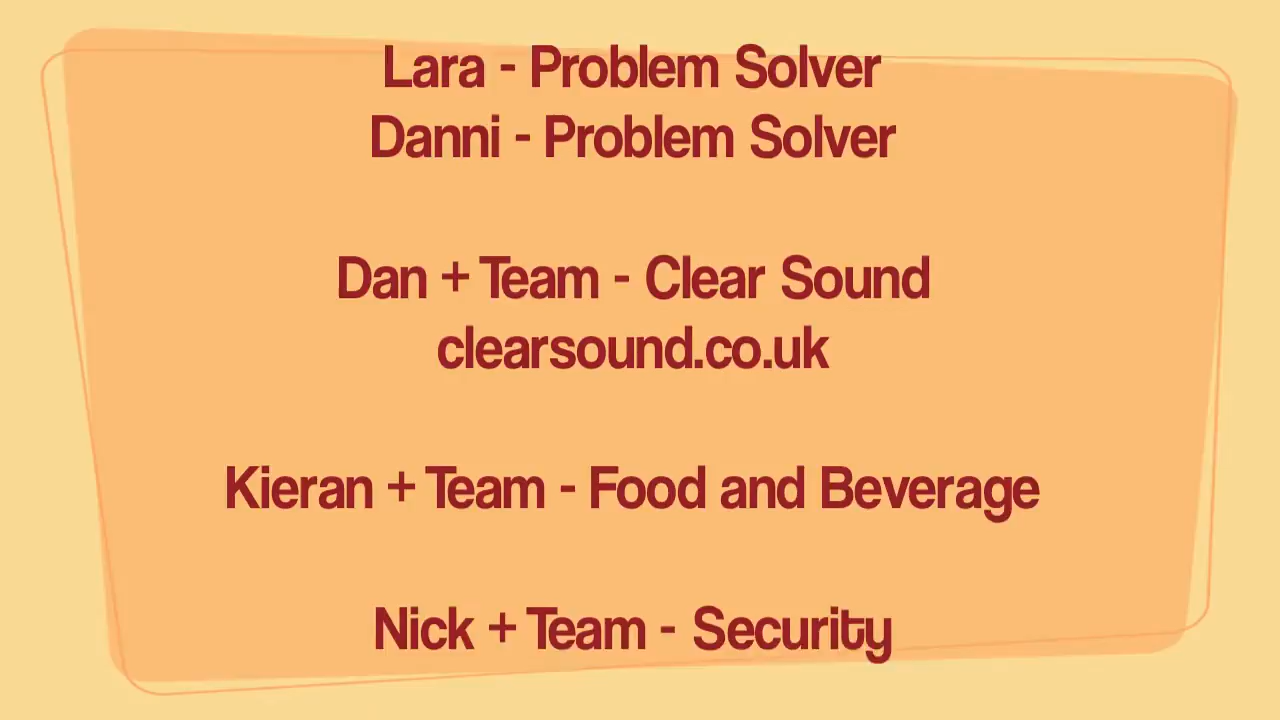 Lara - Problem Solver
Danni - Problem Solver
Dan + Team - Clear Sound
clearsound.co.uk
Kieran + Team - Food and Beverage
Nick + Team - Security